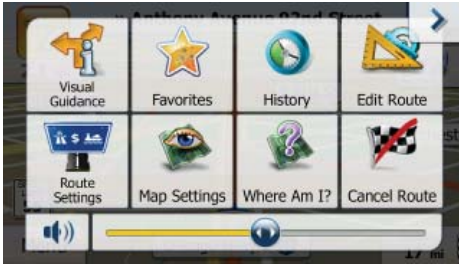 Anthony Avenue 93nd Street
Visual
Guidance
Favorites
History
Edit Route
Route
Settings
Map Settings
Where Am I?
Cancel Route
17 mi